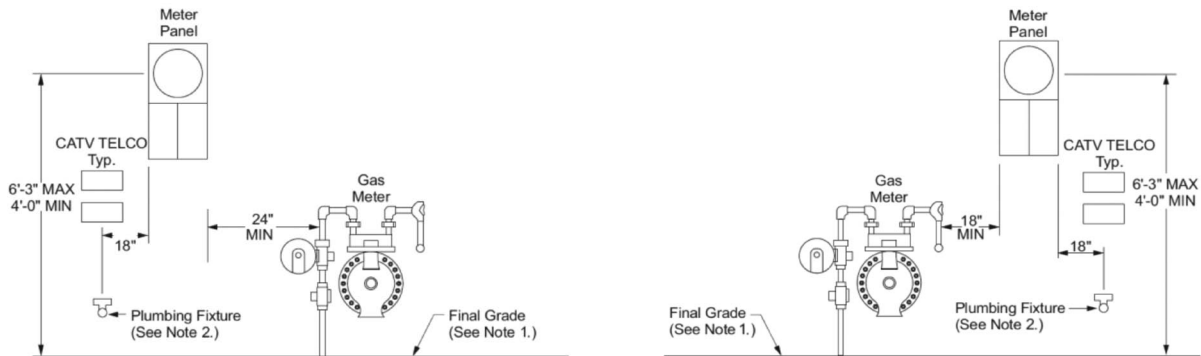 Meter
Panel
CATV TELCO
Typ.
6'-3" MAX
4'-0" MIN
18"
24"
MIN
Gas
Meter
Plumbing Fixture
(See Note 2.)
Final Grade
(See Note 1.)
Meter
Panel
CATV TELCO
Typ.
6'-3" MAX
4'-0" MIN
Gas
Meter
18"
MIN
18"
Final Grade
(See Note 1.)
Plumbing Fixture
(See Note 2.)